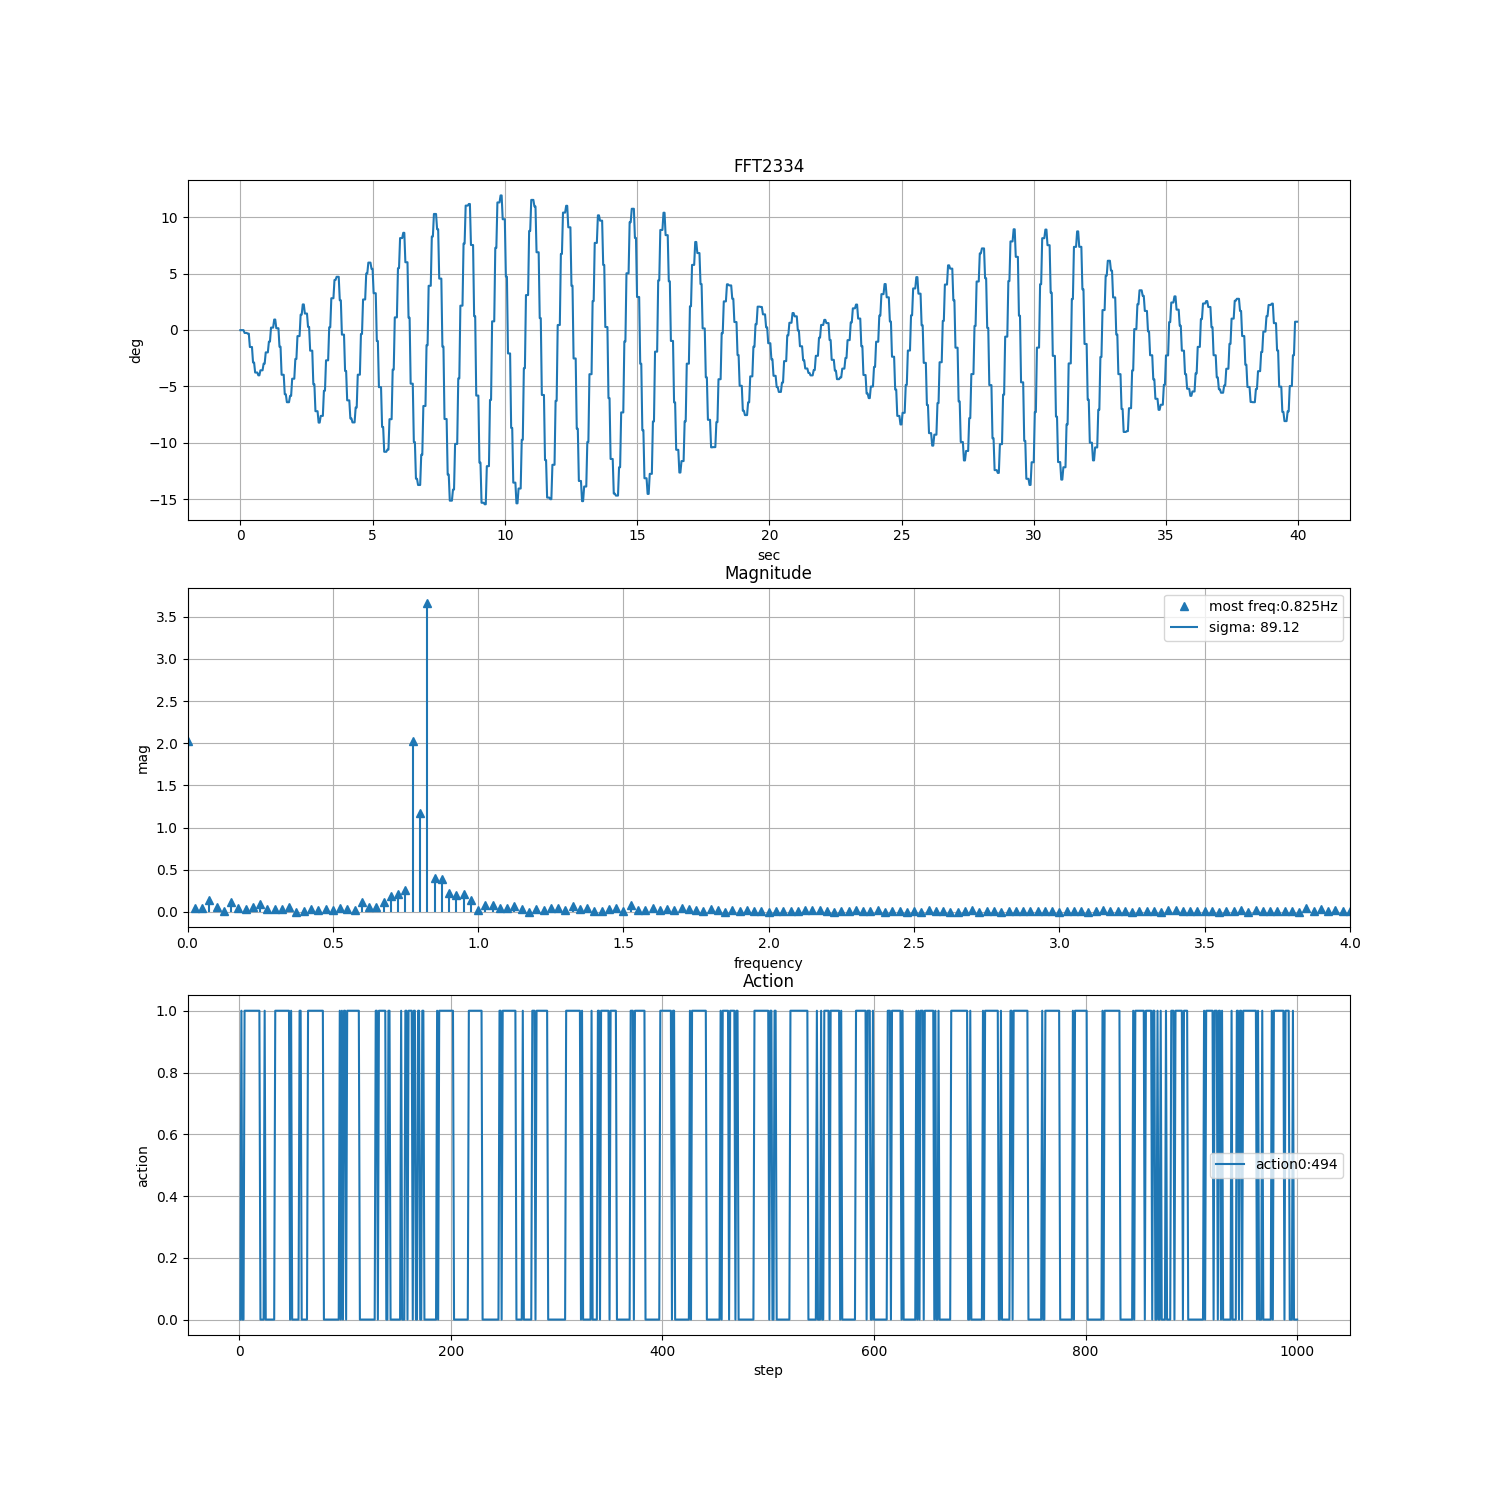 FFT2334
10
5
0
−5
−10
−15
deg
0 5 10 15 20 25 30 35 40
sec
Magnitude
3.5
3.0
2.5
2.0
1.5
1.0
0.5
0.0
mag
most freq:0.825Hz
sigma: 89.12
0.0 0.5 1.0 1.5 2.0 2.5 3.0 3.5 4.0
frequency
Action
1.0
0.8
0.6
0.4
0.2
0.0
action
action0:494
0 200 400 600 800 1000
step